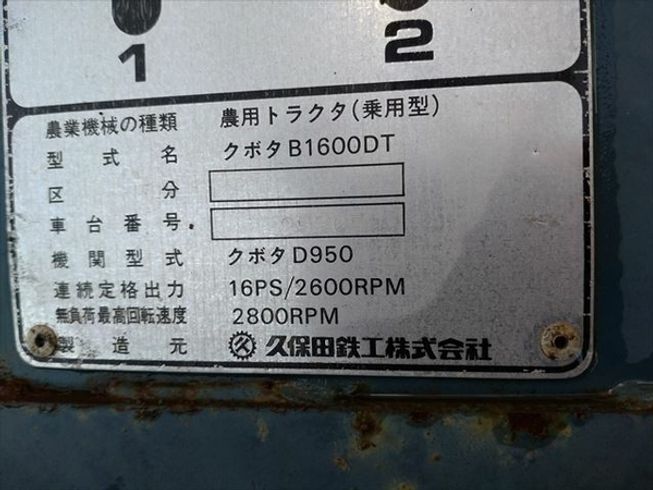 1 2
農業機械の種類 農用トラクタ(乗用型)
型式名 クボタB1600DT
区分
車台番号
機関型式 クボタD950
連続定格出力 16PS/2600RPM
無負荷最高回転速度 2800RPM
製造元 久保田鉄工株式会社